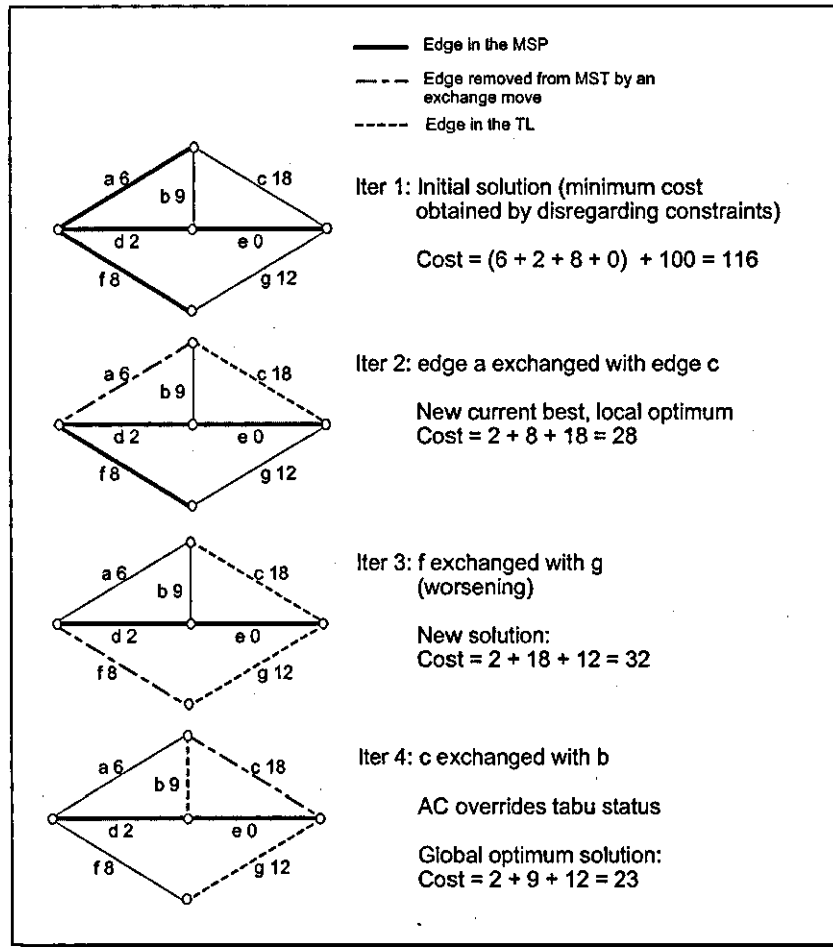 Edge in the MSP
Edge removed from MST by an
exchange move
Edge in the TL
a 6
b 9
c 18
d 2
e 0
f 8
g 12
Iter 1: Initial solution (minimum cost
obtained by disregarding constraints)
Cost = (6 + 2 + 8 + 0) + 100 = 116
a 6
b 9
c 18
d 2
e 0
f 8
g 12
Iter 2: edge a exchanged with edge c
New current best, local optimum
Cost = 2 + 8 + 18 = 28
a 6
b 9
c 18
d 2
e 0
f 8
g 12
Iter 3: f exchanged with g
(worsening)
New solution:
Cost = 2 + 18 + 12 = 32
a 6
b 9
c 18
d 2
e 0
f 8
g 12
Iter 4: c exchanged with b
AC overrides tabu status
Global optimum solution:
Cost = 2 + 9 + 12 = 23